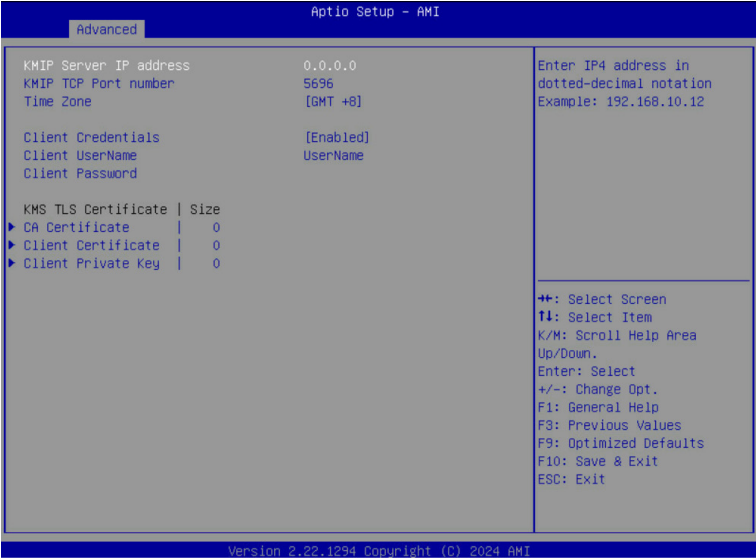 Aptio Setup – AMI
Advanced
KMIP Server IP address 0.0.0.0
KMIP TCP Port number 5696
Time Zone [GMT +8]
Client Credentials [Enabled]
Client UserName UserName
Client Password
KMS TLS Certificate | Size
CA Certificate | 0
Client Certificate | 0
Client Private Key | 0
Enter IP4 address in
dotted-decimal notation
Example: 192.168.10.12
→←: Select Screen
↑↓: Select Item
K/M: Scroll Help Area
Up/Down.
Enter: Select
+/-: Change Opt.
F1: General Help
F3: Previous Values
F9: Optimized Defaults
F10: Save & Exit
ESC: Exit
Version 2.22.1294 Copyright (C) 2024 AMI